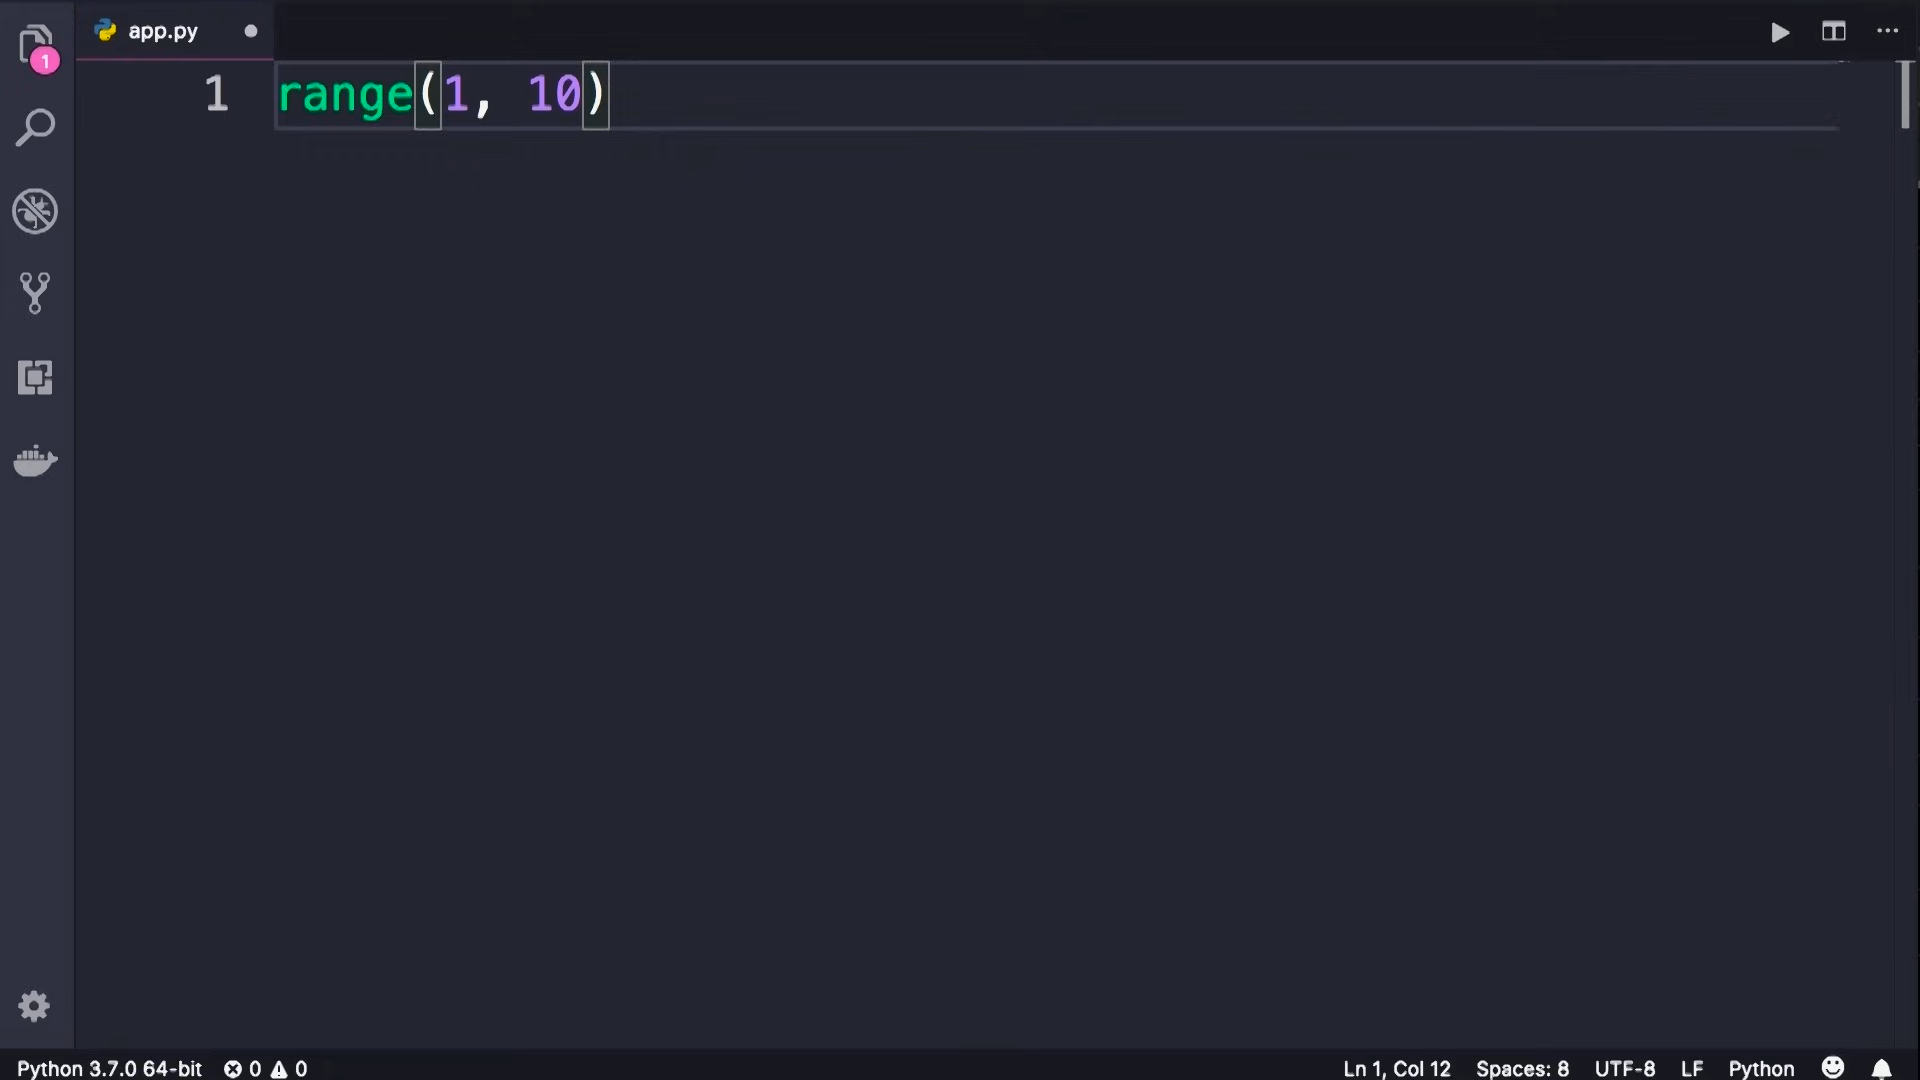 app.py
1
1 range(1, 10)
Python 3.7.0 64-bit 0 0 Ln 1, Col 12 Spaces: 8 UTF-8 LF Python